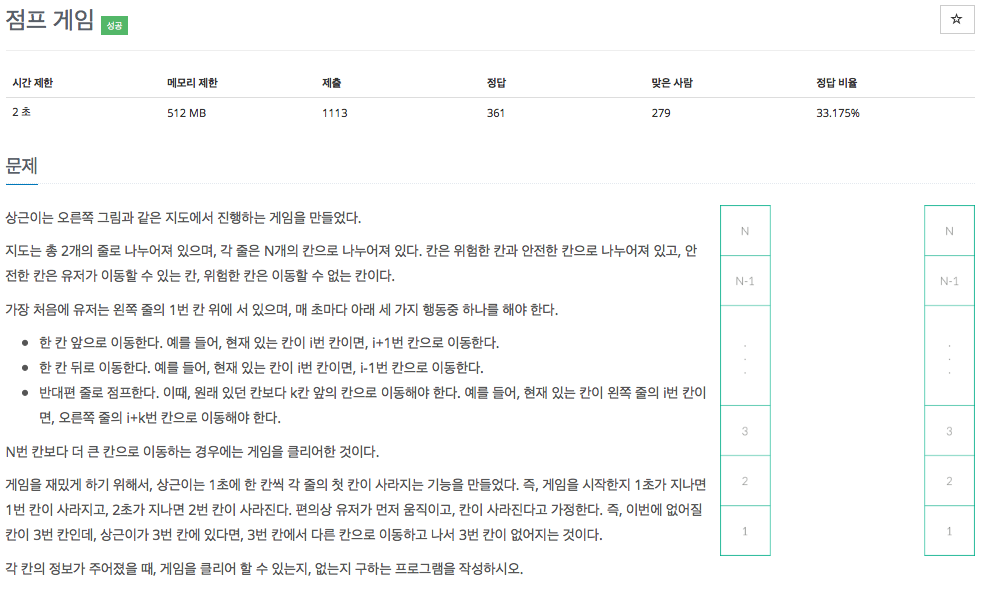 점프 게임 성공
☆
시간 제한 메모리 제한 제출 정답 맞은 사람 정답 비율
2 초 512 MB 1113 361 279 33.175%
문제
상근이는 오른쪽 그림과 같은 지도에서 진행하는 게임을 만들었다.
지도는 총 2개의 줄로 나누어져 있으며, 각 줄은 N개의 칸으로 나누어져 있다. 칸은 위험한 칸과 안전한 칸으로 나누어져 있고, 안
전한 칸은 유저가 이동할 수 있는 칸, 위험한 칸은 이동할 수 없는 칸이다.
가장 처음에 유저는 왼쪽 줄의 1번 칸 위에 서 있으며, 매 초마다 아래 세 가지 행동중 하나를 해야 한다.
• 한 칸 앞으로 이동한다. 예를 들어, 현재 있는 칸이 i번 칸이면, i+1번 칸으로 이동한다.
• 한 칸 뒤로 이동한다. 예를 들어, 현재 있는 칸이 i번 칸이면, i-1번 칸으로 이동한다.
• 반대편 줄로 점프한다. 이때, 원래 있던 칸보다 k칸 앞의 칸으로 이동해야 한다. 예를 들어, 현재 있는 칸이 왼쪽 줄의 i번 칸이
면, 오른쪽 줄의 i+k번 칸으로 이동해야 한다.
N번 칸보다 더 큰 칸으로 이동하는 경우에는 게임을 클리어한 것이다.
게임을 재밌게 하기 위해서, 상근이는 1초에 한 칸씩 각 줄의 첫 칸이 사라지는 기능을 만들었다. 즉, 게임을 시작한지 1초가 지나면
1번 칸이 사라지고, 2초가 지나면 2번 칸이 사라진다. 편의상 유저가 먼저 움직이고, 칸이 사라진다고 가정한다. 즉, 이번에 없어질
칸이 3번 칸인데, 상근이가 3번 칸에 있다면, 3번 칸에서 다른 칸으로 이동하고 나서 3번 칸이 없어지는 것이다.
각 칸의 정보가 주어졌을 때, 게임을 클리어 할 수 있는지, 없는지 구하는 프로그램을 작성하시오.
N N
N-1 N-1
. .
. .
. .
3 3
2 2
1 1